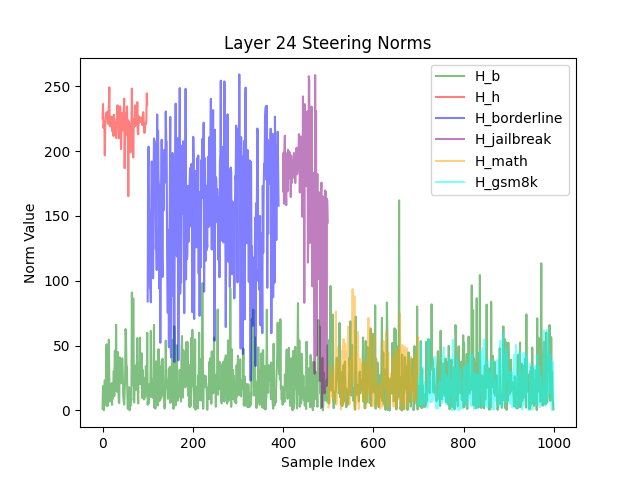 Layer 24 Steering Norms
H_b
H_h
H_borderline
H_jailbreak
H_math
H_gsm8k
250
200
150
100
50
0
Norm Value
0
200
400
600
800
1000
Sample Index